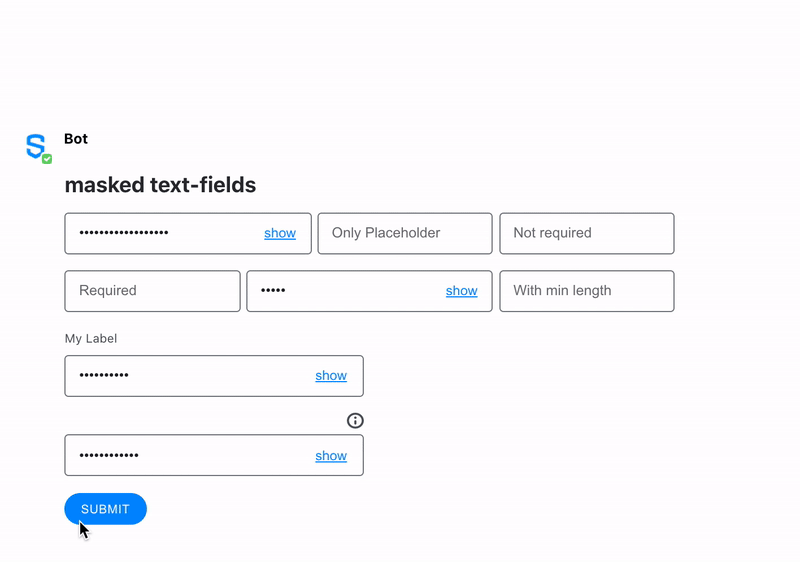 Bot
masked text-fields
•••••••••••••••••• show Only Placeholder Not required
Required ••••• show With min length
My Label
•••••••••• show
•••••••••••• show
SUBMIT